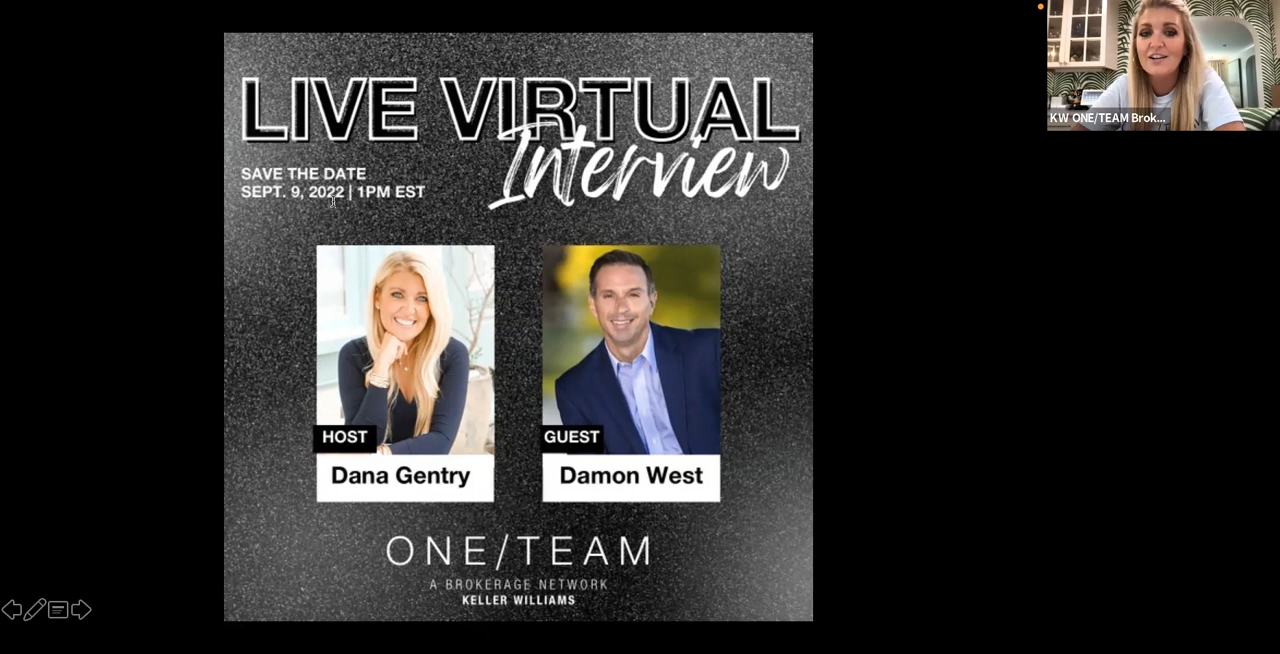 LIVE VIRTUAL
Interview
SAVE THE DATE
SEPT. 9, 2022 | 1PM EST
HOST
Dana Gentry
GUEST
Damon West
ONE/TEAM
A BROKERAGE NETWORK
KELLER WILLIAMS
KW ONE/TEAM Brok...